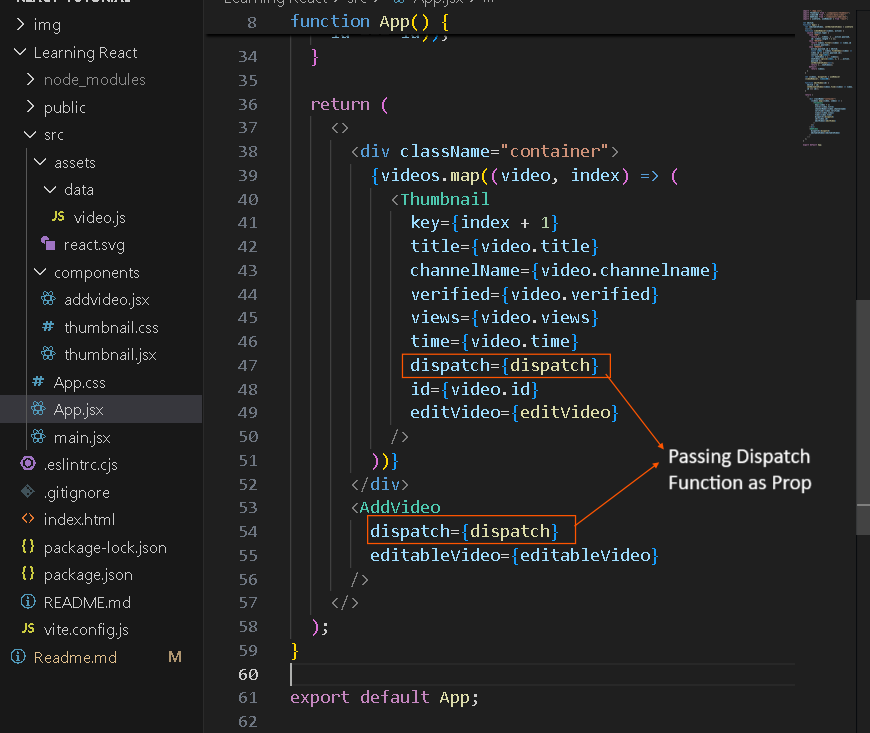 REACT TUTORIAL
img
Learning React
node_modules
public
src
assets
data
JS video.js
react.svg
components
addvideo.jsx
# thumbnail.css
thumbnail.jsx
# App.css
App.jsx
main.jsx
.eslintrc.cjs
.gitignore
<> index.html
{} package-lock.json
{} package.json
README.md
JS vite.config.js
Readme.md M
Learning React > src > App.jsx > ...
8 function App() {
34 }
35
36 return (
37 <>
38 <div className="container">
39 {videos.map((video, index) => (
40 <Thumbnail
41 key={index + 1}
42 title={video.title}
43 channelName={video.channelname}
44 verified={video.verified}
45 views={video.views}
46 time={video.time}
47 dispatch={dispatch}
48 id={video.id}
49 editVideo={editVideo}
50 />
51 ))}
52 </div>
53 <AddVideo
54 dispatch={dispatch}
55 editableVideo={editableVideo}
56 />
57 </>
58 );
59 }
60
61 export default App;
62
Passing Dispatch
Function as Prop